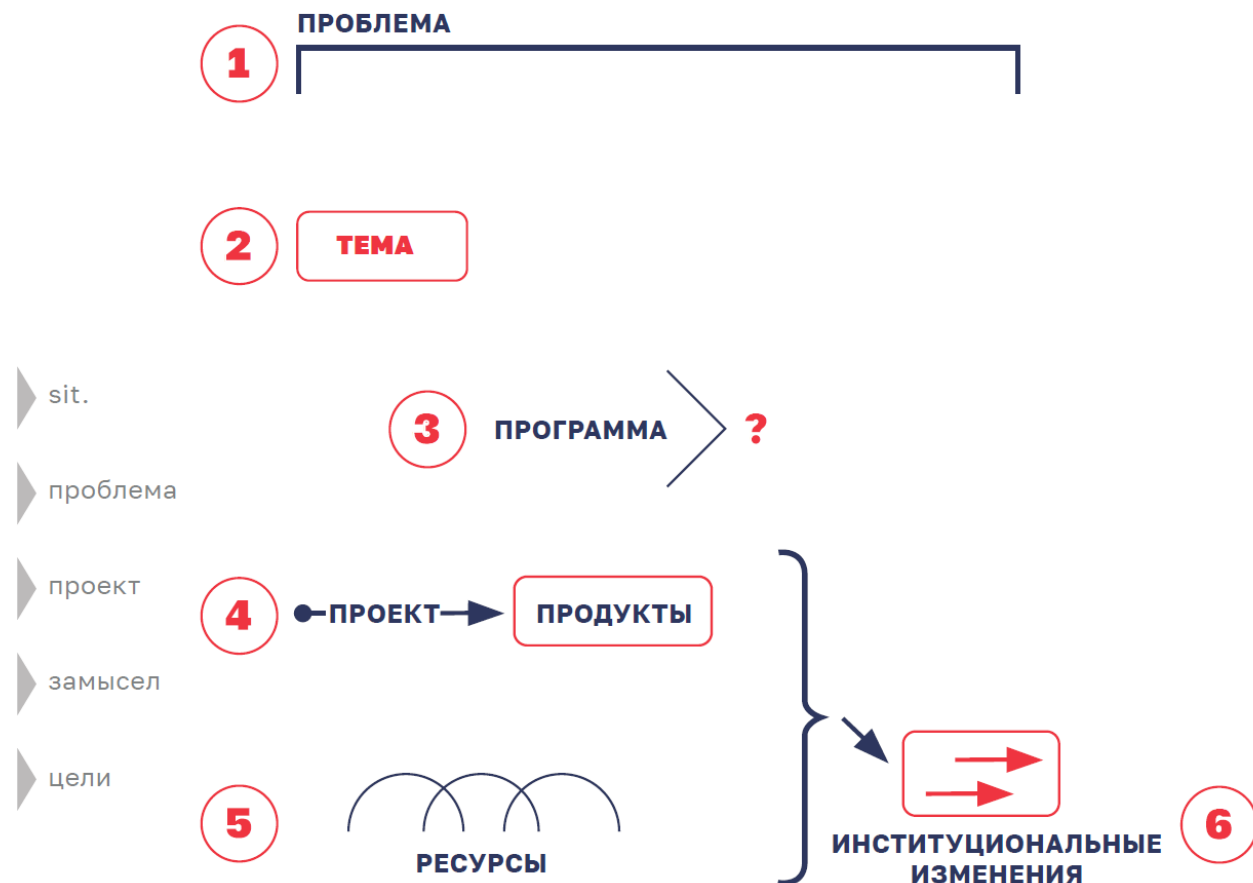 ПРОБЛЕМА
1
2
ТЕМА
sit.
3
ПРОГРАММА
?
проблема
проект
4
ПРОЕКТ
ПРОДУКТЫ
замысел
цели
5
РЕСУРСЫ
6
ИНСТИТУЦИОНАЛЬНЫЕ
ИЗМЕНЕНИЯ